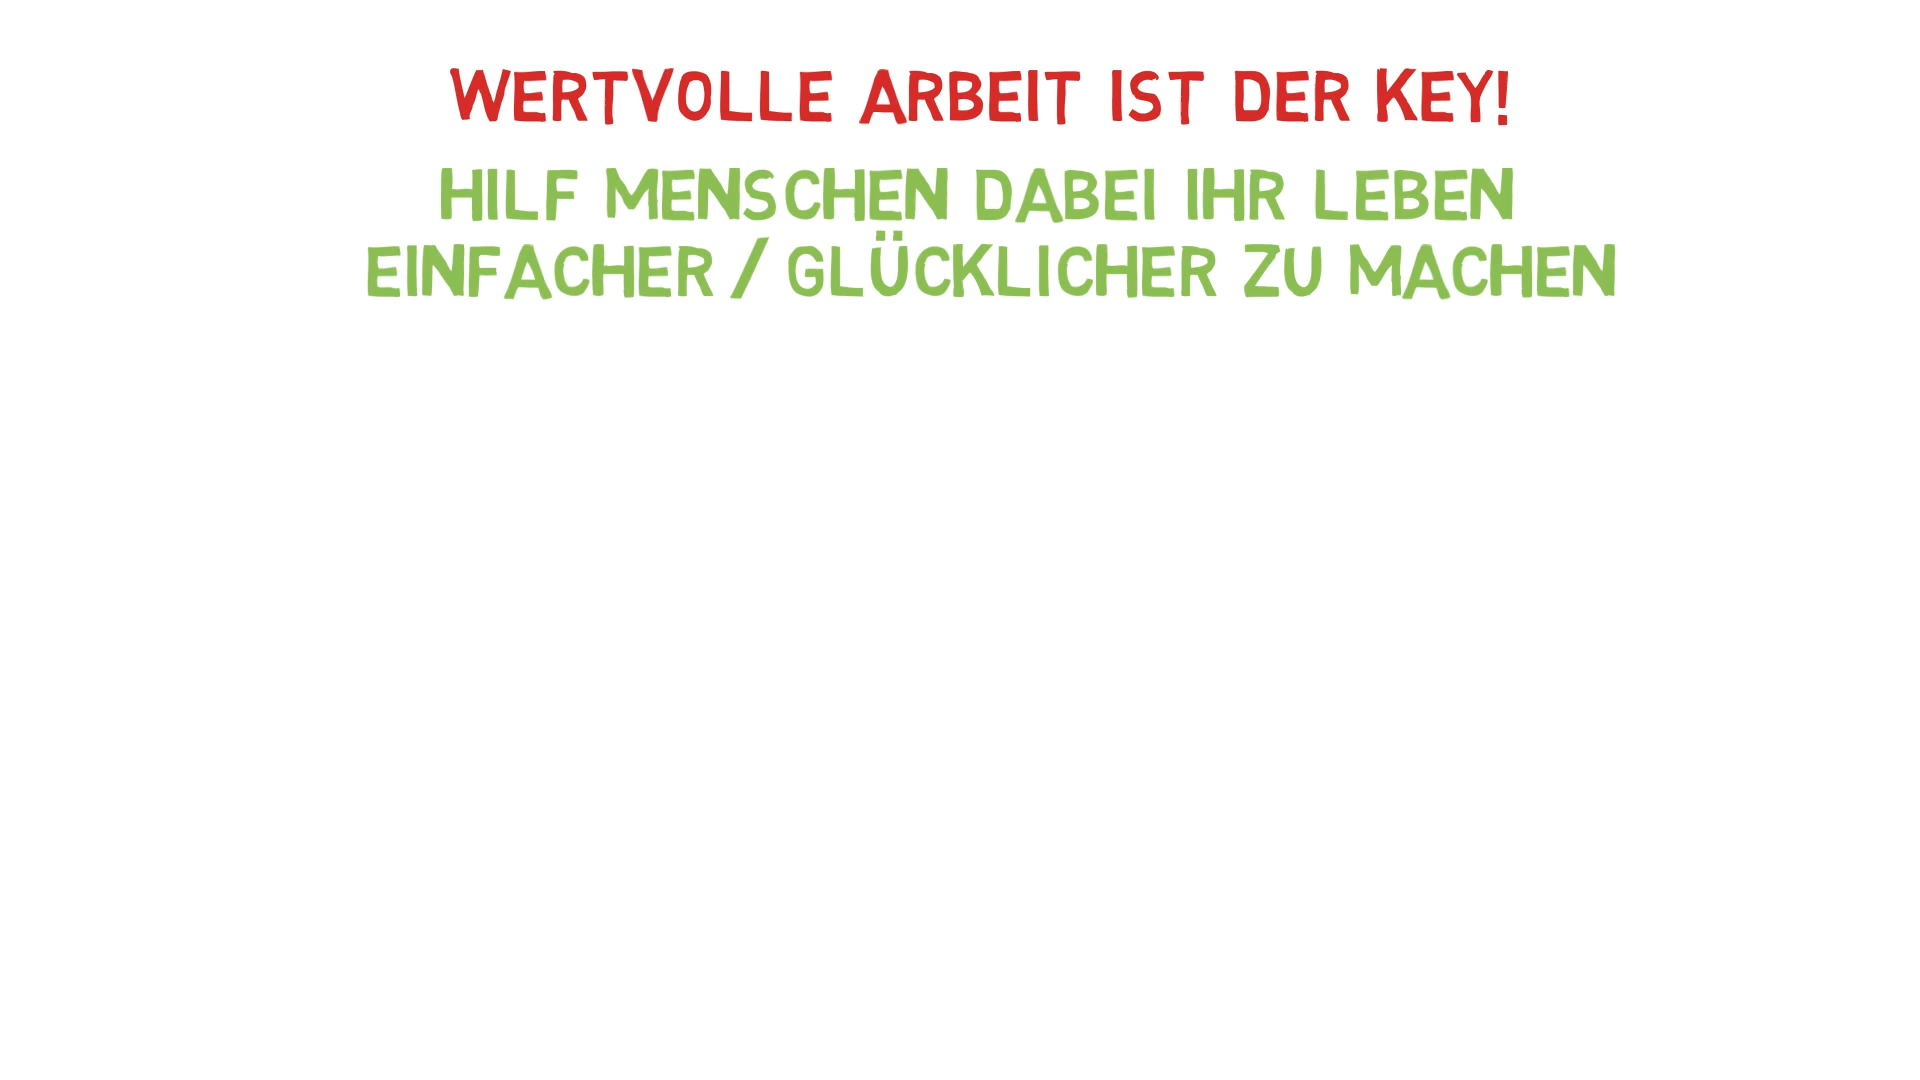 WERTVOLLE ARBEIT IST DER KEY!
HILF MENSCHEN DABEI IHR LEBEN
EINFACHER / GLÜCKLICHER ZU MACHEN